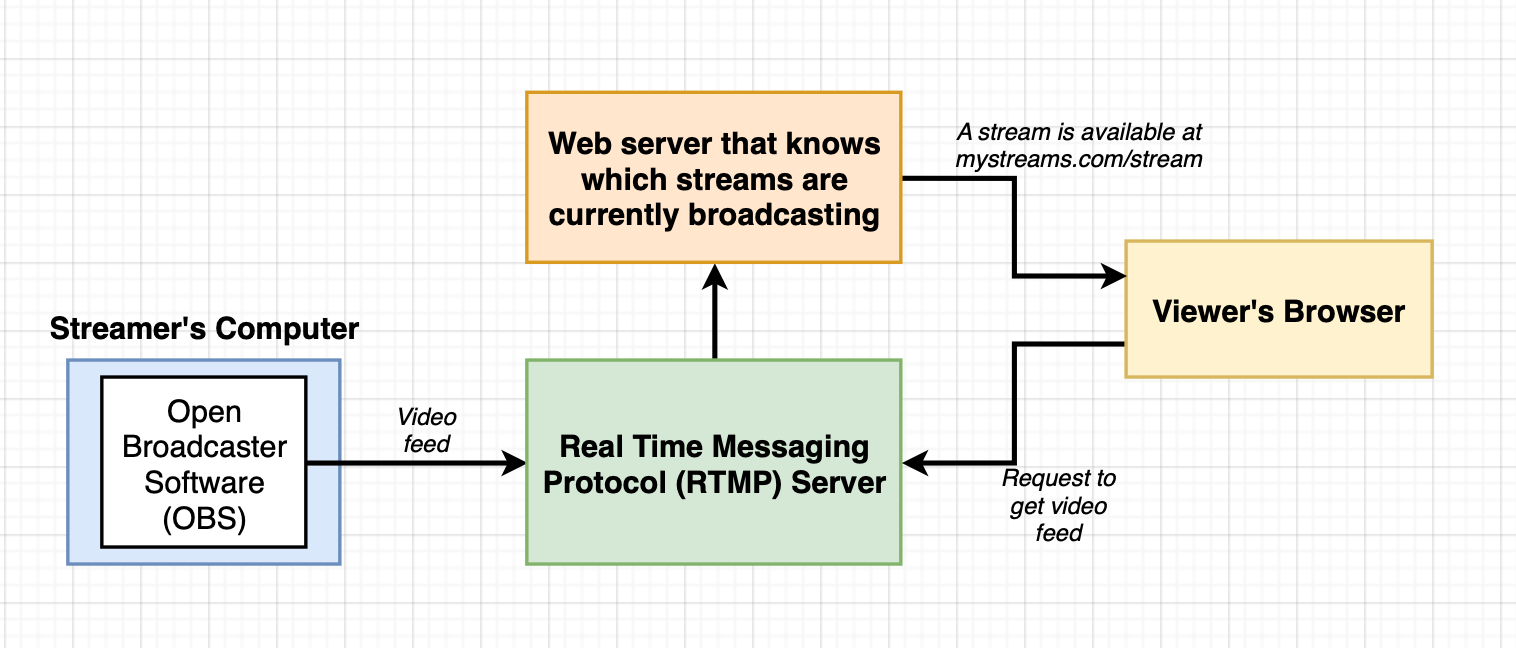 Web server that knows
which streams are
currently broadcasting
A stream is available at
mystreams.com/stream
Viewer's Browser
Streamer's Computer
Open
Broadcaster
Software
(OBS)
Video
feed
Real Time Messaging
Protocol (RTMP) Server
Request to
get video
feed